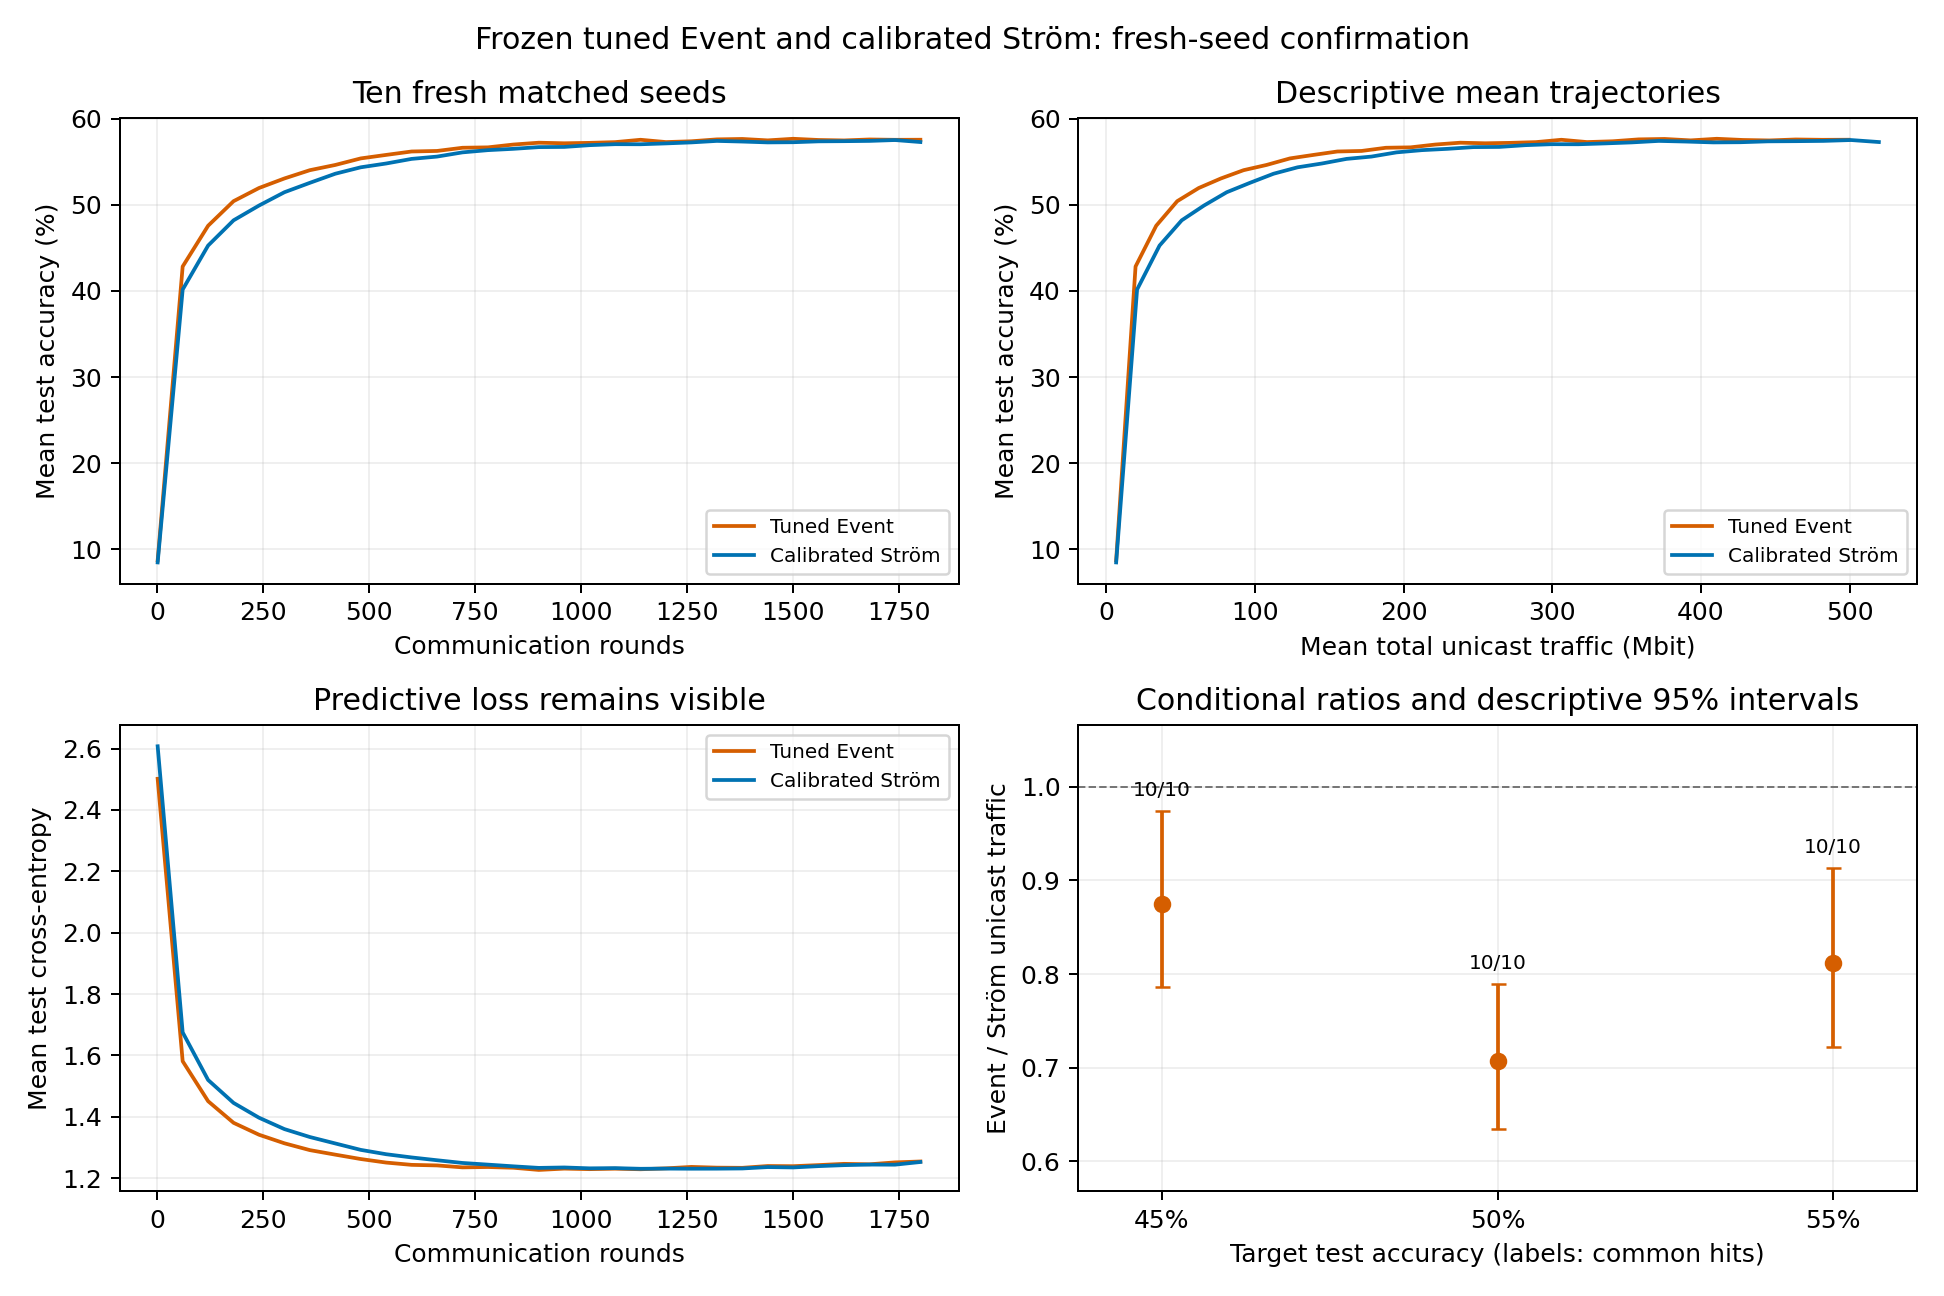 Frozen tuned Event and calibrated Ström: fresh-seed confirmation
Ten fresh matched seeds
Mean test accuracy (%)
60
50
40
30
20
10
0 250 500 750 1000 1250 1500 1750
Communication rounds
Tuned Event
Calibrated Ström
Descriptive mean trajectories
Mean test accuracy (%)
60
50
40
30
20
10
0 100 200 300 400 500
Mean total unicast traffic (Mbit)
Tuned Event
Calibrated Ström
Predictive loss remains visible
Mean test cross-entropy
2.6
2.4
2.2
2.0
1.8
1.6
1.4
1.2
0 250 500 750 1000 1250 1500 1750
Communication rounds
Tuned Event
Calibrated Ström
Conditional ratios and descriptive 95% intervals
Event / Ström unicast traffic
1.0
0.9
0.8
0.7
0.6
10/10
10/10
10/10
45% 50% 55%
Target test accuracy (labels: common hits)